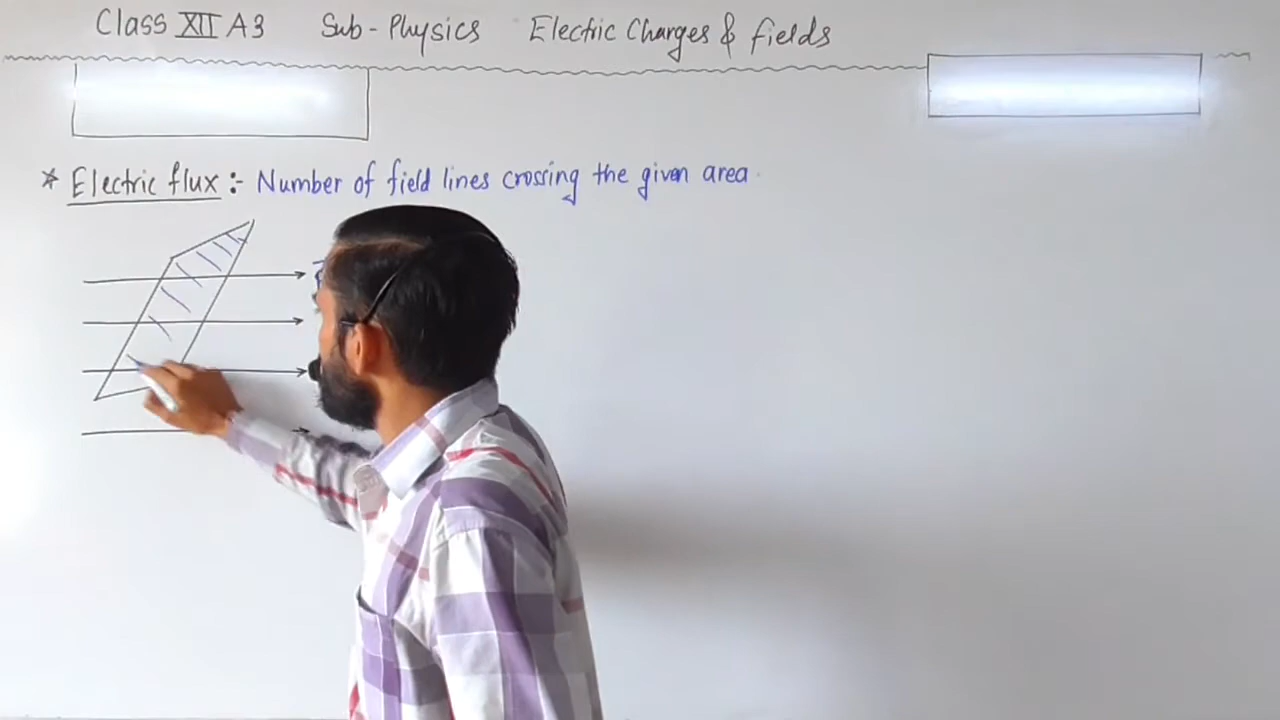 Class XII A3 Sub - Physics Electric Charges & fields
* Electric flux :- Number of field lines crossing the given area